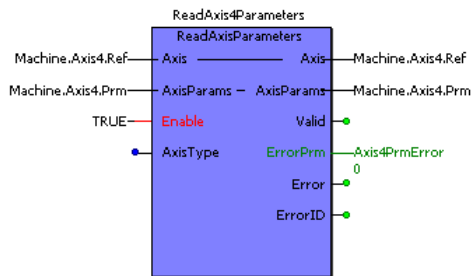 ReadAxis4Parameters
ReadAxisParameters
Machine.Axis4.Ref Axis Axis Machine.Axis4.Ref
Machine.Axis4.Prm AxisParams AxisParams Machine.Axis4.Prm
TRUE Enable Valid
AxisType ErrorPrm Axis4PrmError
0
Error
ErrorID